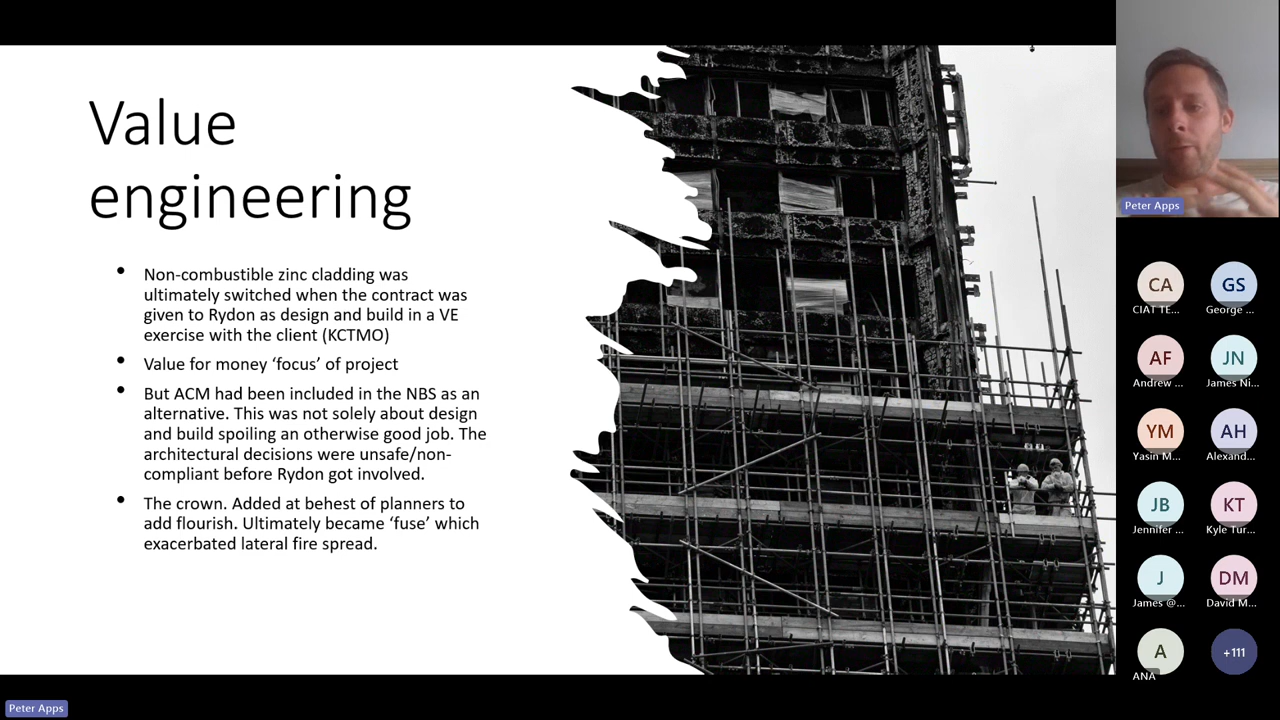 Value
engineering
• Non-combustible zinc cladding was
ultimately switched when the contract was
given to Rydon as design and build in a VE
exercise with the client (KCTMO)
• Value for money ‘focus’ of project
• But ACM had been included in the NBS as an
alternative. This was not solely about design
and build spoiling an otherwise good job. The
architectural decisions were unsafe/non-
compliant before Rydon got involved.
• The crown. Added at behest of planners to
add flourish. Ultimately became ‘fuse’ which
exacerbated lateral fire spread.
Peter Apps
CA GS
CIAT TE... George ...
AF JN
Andrew ... James Ni...
YM AH
Yasin M... Alexand...
JB KT
Jennifer ... Kyle Tur...
J DM
James @... David M...
A +111
ANA
Peter Apps